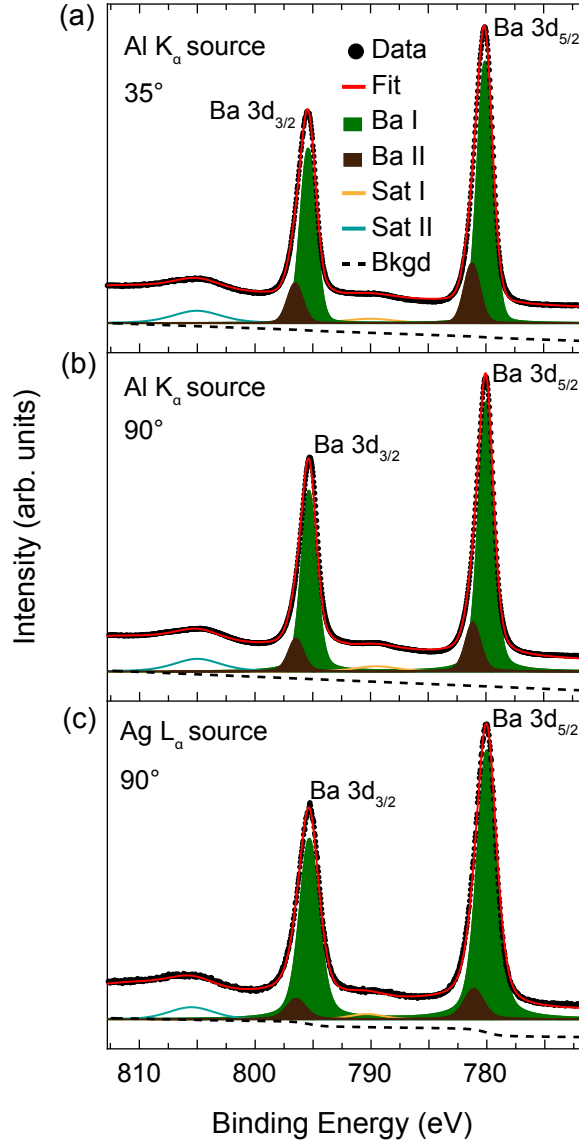 (a)
Al Kα source
35°
Ba 3d3/2
Ba 3d5/2
Data
Fit
Ba I
Ba II
Sat I
Sat II
Bkgd
(b)
Al Kα source
90°
Ba 3d3/2
Ba 3d5/2
(c)
Ag Lα source
90°
Ba 3d3/2
Ba 3d5/2
Intensity (arb. units)
810 800 790 780
Binding Energy (eV)